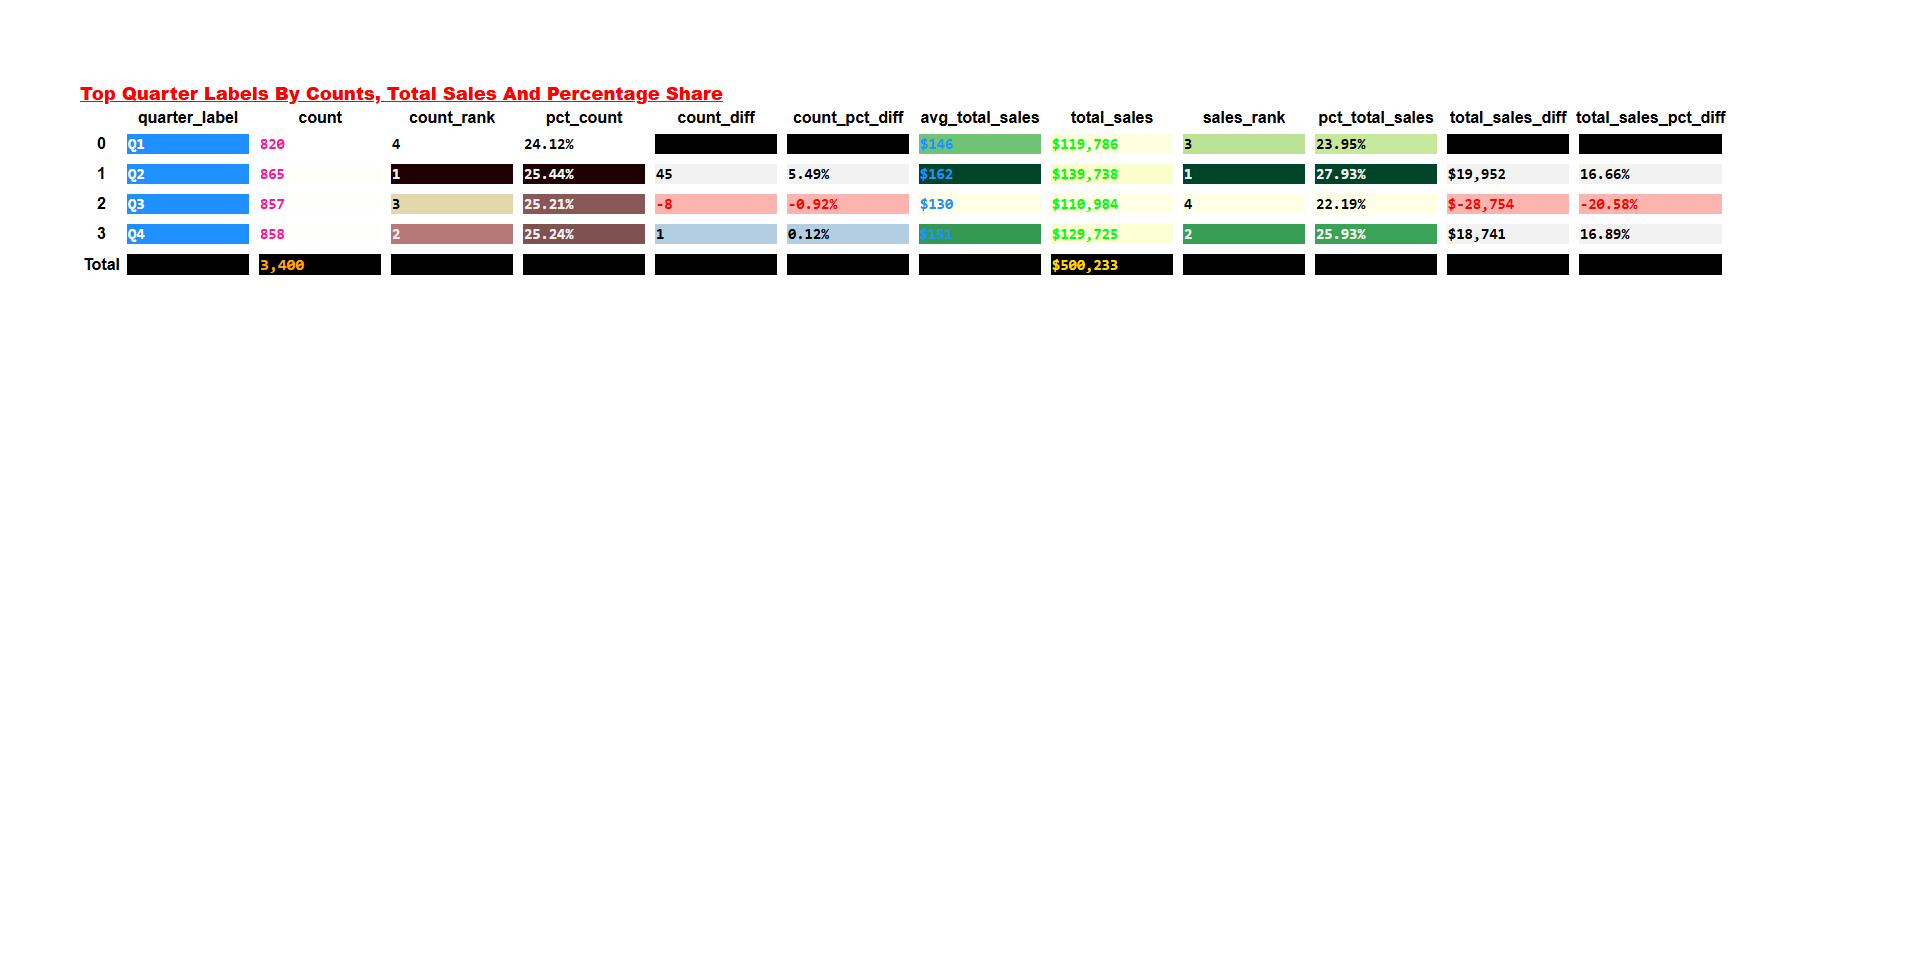 Top Quarter Labels By Counts, Total Sales And Percentage Share
quarter_label count count_rank pct_count count_diff count_pct_diff avg_total_sales total_sales sales_rank pct_total_sales total_sales_diff total_sales_pct_diff
0 Q1 820 4 24.12% $146 $119,786 3 23.95%
1 Q2 865 1 25.44% 45 5.49% $162 $139,738 1 27.93% $19,952 16.66%
2 Q3 857 3 25.21% -8 -0.92% $130 $110,984 4 22.19% $-28,754 -20.58%
3 Q4 858 2 25.24% 1 0.12% $151 $129,725 2 25.93% $18,741 16.89%
Total 3,400 $500,233